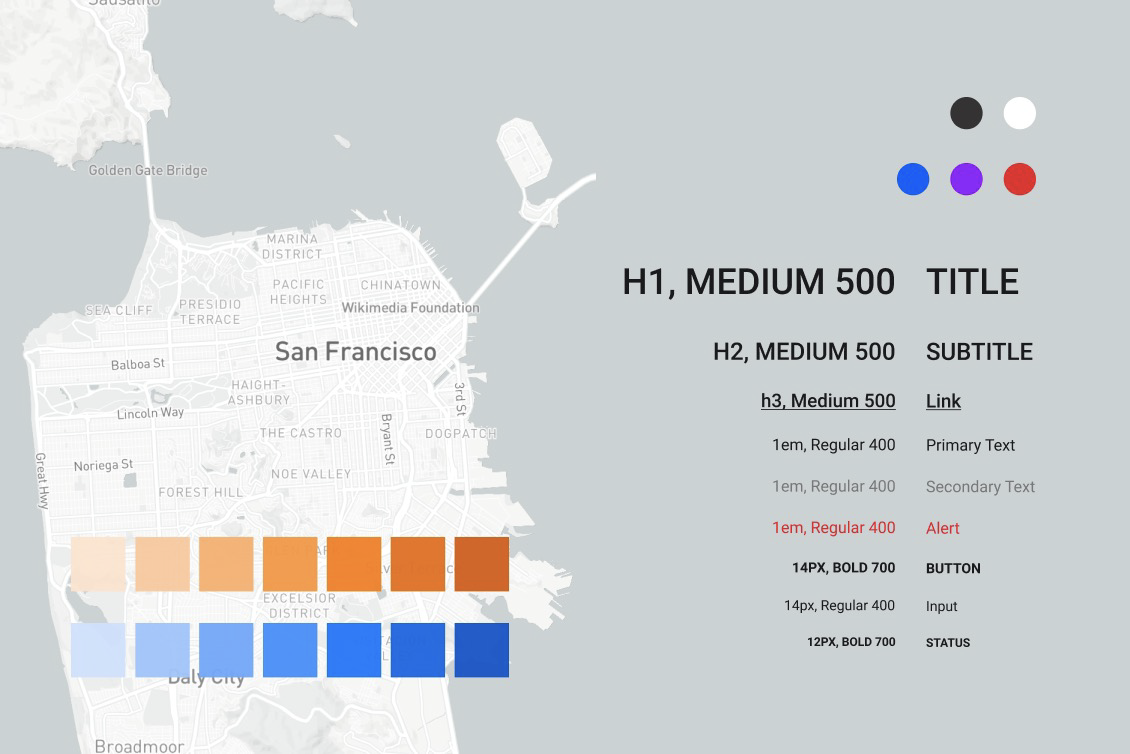 Sausalito
Golden Gate Bridge
MARINA
DISTRICT
PACIFIC
HEIGHTS
CHINATOWN
SEA CLIFF
PRESIDIO
TERRACE
Wikimedia Foundation
San Francisco
Balboa St
HAIGHT-
ASHBURY
3rd St
Lincoln Way
Bryant St
THE CASTRO
DOGPATCH
Great Hwy
Noriega St
NOE VALLEY
FOREST HILL
EXCELSIOR
DISTRICT
Daly City
Broadmoor
H1, MEDIUM 500 TITLE
H2, MEDIUM 500 SUBTITLE
h3, Medium 500 Link
1em, Regular 400 Primary Text
1em, Regular 400 Secondary Text
1em, Regular 400 Alert
14PX, BOLD 700 BUTTON
14px, Regular 400 Input
12PX, BOLD 700 STATUS